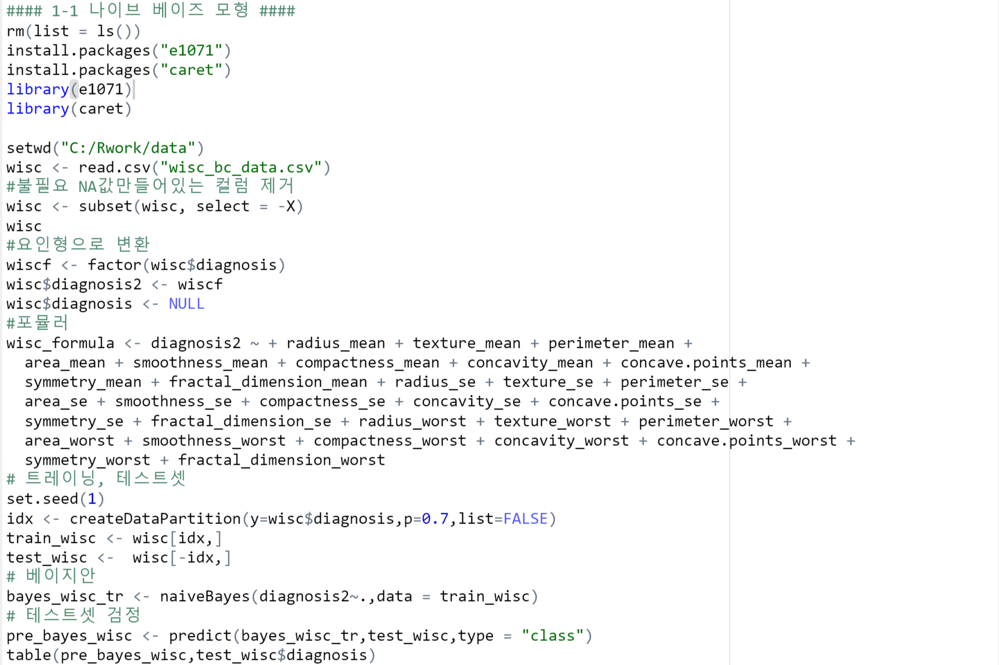 #### 1-1 나이브 베이즈 모형 ####
rm(list = ls())
install.packages("e1071")
install.packages("caret")
library(e1071)
library(caret)
setwd("C:/Rwork/data")
wisc <- read.csv("wisc_bc_data.csv")
#불필요 NA값만들어있는 컬럼 제거
wisc <- subset(wisc, select = -X)
wisc
#요인형으로 변환
wiscf <- factor(wisc$diagnosis)
wisc$diagnosis2 <- wiscf
wisc$diagnosis <- NULL
#포뮬러
wisc_formula <- diagnosis2 ~ + radius_mean + texture_mean + perimeter_mean +
  area_mean + smoothness_mean + compactness_mean + concavity_mean + concave.points_mean +
  symmetry_mean + fractal_dimension_mean + radius_se + texture_se + perimeter_se +
  area_se + smoothness_se + compactness_se + concavity_se + concave.points_se +
  symmetry_se + fractal_dimension_se + radius_worst + texture_worst + perimeter_worst +
  area_worst + smoothness_worst + compactness_worst + concavity_worst + concave.points_worst +
  symmetry_worst + fractal_dimension_worst
# 트레이닝, 테스트셋
set.seed(1)
idx <- createDataPartition(y=wisc$diagnosis,p=0.7,list=FALSE)
train_wisc <- wisc[idx,]
test_wisc <-  wisc[-idx,]
# 베이지안
bayes_wisc_tr <- naiveBayes(diagnosis2~.,data = train_wisc)
# 테스트셋 검정
pre_bayes_wisc <- predict(bayes_wisc_tr,test_wisc,type = "class")
table(pre_bayes_wisc,test_wisc$diagnosis)